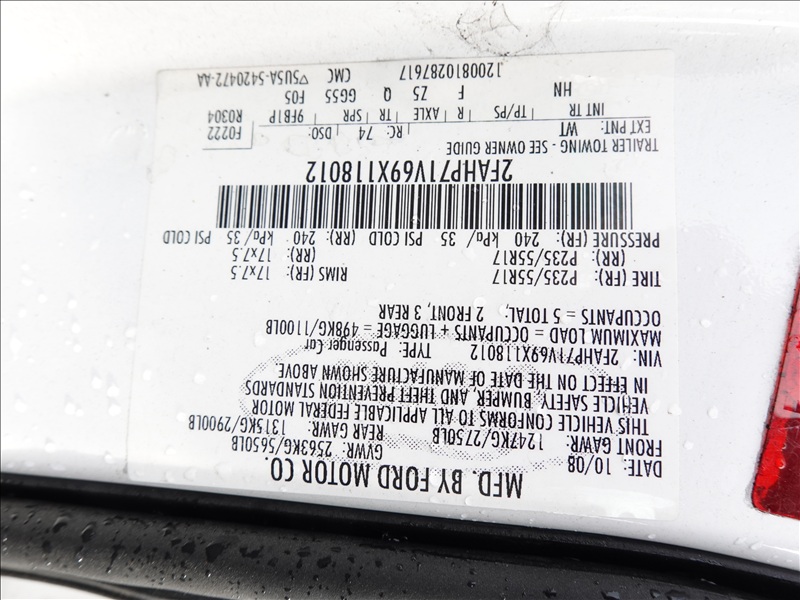 MFD. BY FORD MOTOR CO.
DATE: 10/08 GVWR: 2563KG/5650LB
FRONT GAWR: 1247KG/2750LB REAR GAWR: 1315KG/2900LB
THIS VEHICLE CONFORMS TO ALL APPLICABLE FEDERAL MOTOR
VEHICLE SAFETY, BUMPER, AND THEFT PREVENTION STANDARDS
IN EFFECT ON THE DATE OF MANUFACTURE SHOWN ABOVE.
VIN: 2FAHP71V69X118012 TYPE: Passenger Car
MAXIMUM LOAD = OCCUPANTS + LUGGAGE = 498KG/1100LB
OCCUPANTS = 5 TOTAL, 2 FRONT, 3 REAR
TIRE (FR): P235/55R17 RIMS (FR): 17x7.5
(RR): P235/55R17 (RR): 17x7.5
PRESSURE (FR): 240 kPa/ 35 PSI COLD (RR): 240 kPa/ 35 PSI COLD
2FAHP71V69X118012
TRAILER TOWING - SEE OWNER GUIDE
EXT PNT: WT RC: 74 DSO: F0222
INT TR TP/PS R AXLE TR SPR 9FB1P R0304
HN F Z5 Q GG55 F05
J200810287617 CMC ▽5U5A-5420472-AA